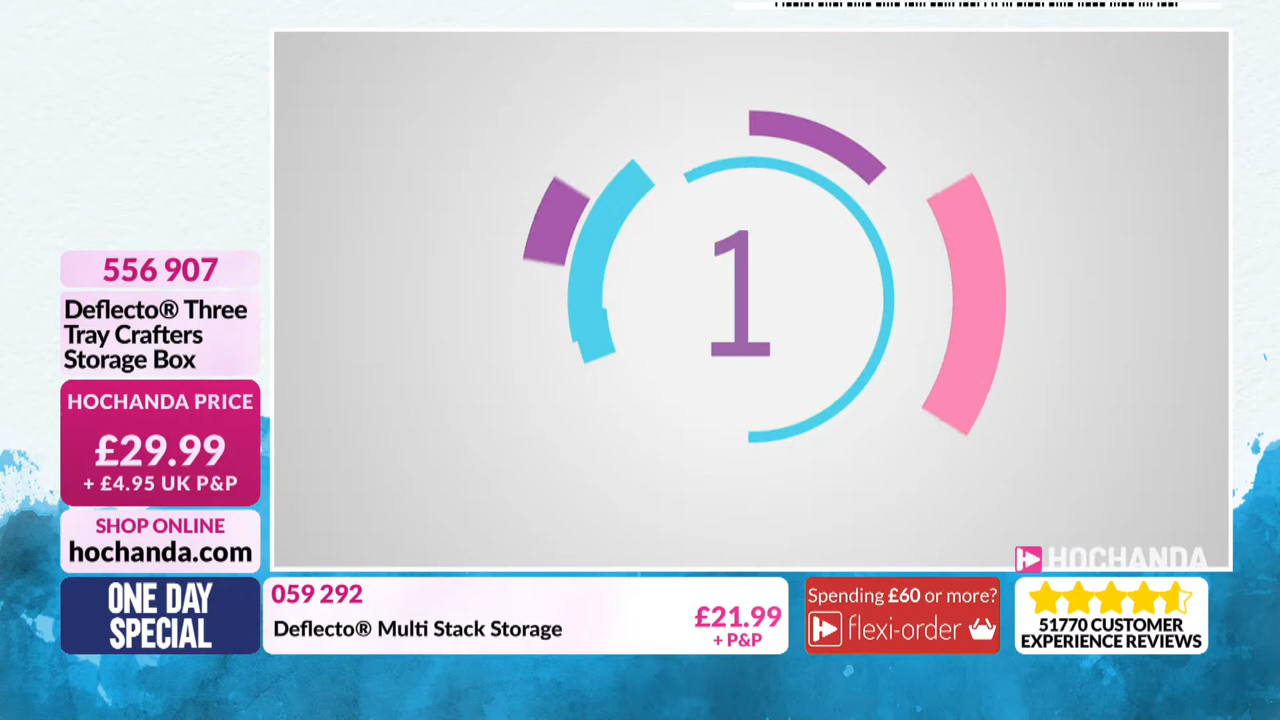 1
556 907
Deflecto® Three
Tray Crafters
Storage Box
HOCHANDA PRICE
£29.99
+ £4.95 UK P&P
SHOP ONLINE
hochanda.com
HOCHANDA
ONE DAY
SPECIAL
059 292
Deflecto® Multi Stack Storage
£21.99
+ P&P
Spending £60 or more?
flexi-order
51770 CUSTOMER
EXPERIENCE REVIEWS